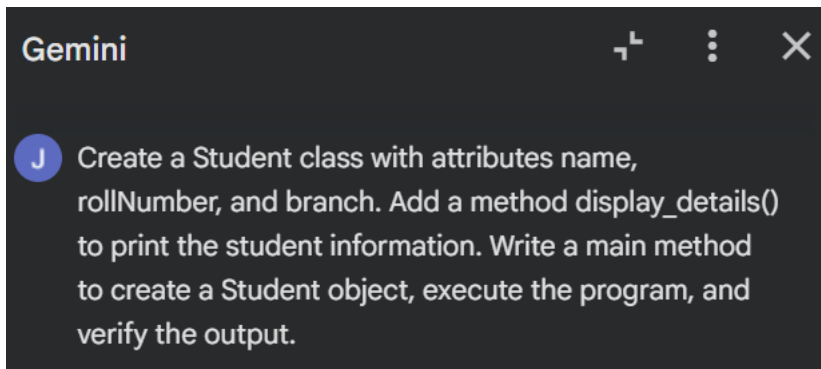 Gemini
J
Create a Student class with attributes name,
rollNumber, and branch. Add a method display_details()
to print the student information. Write a main method
to create a Student object, execute the program, and
verify the output.